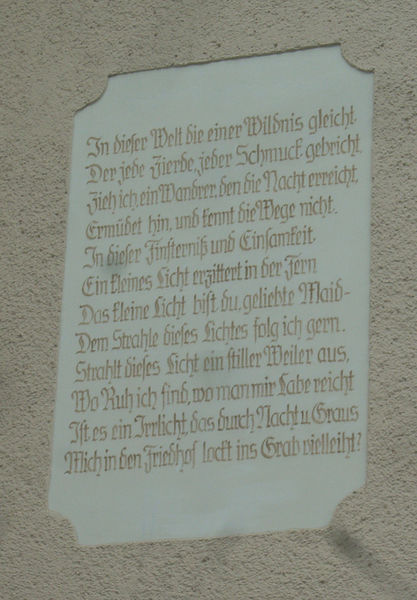 In dieser Welt die einer Wildnis gleicht
Der jede Zierde, jeder Schmuck gebricht,
Zieh ich, ein Wandrer, den die Nacht erreicht,
Ermüdet hin, und kennt die Wege nicht.
In dieser Finsterniß und Einsamkeit
Ein kleines Licht erzittert in der Fern
Das kleine Licht bist du, geliebte Maid-
Dem Strahle dieses Lichtes folg ich gern.
Strahlt dieses Licht ein stiller Weiler aus,
Wo Ruh ich find, wo man mir Labe reicht
Ist es ein Irrlicht, das durch Nacht u. Graus
Mich in den Friedhof lockt ins Grab vielleiht?